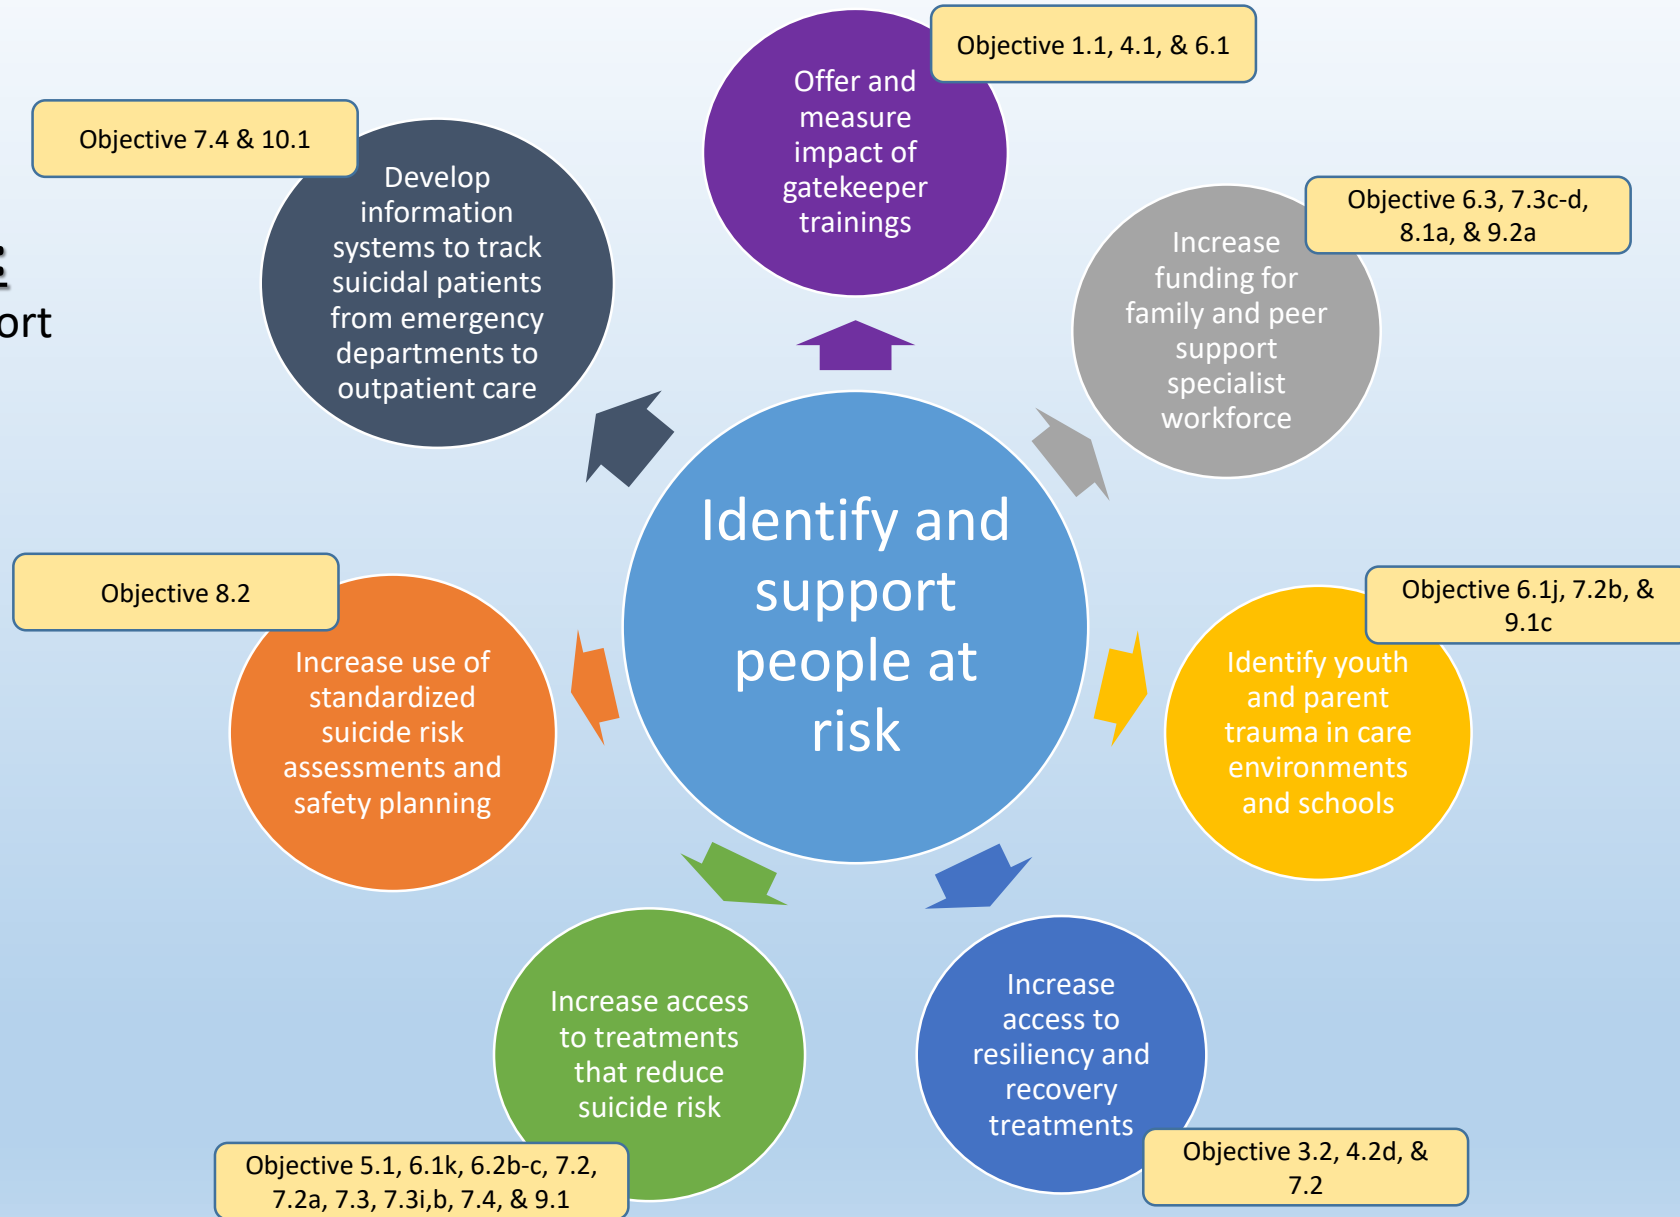 Objective 1.1, 4.1, & 6.1
Offer and
measure
impact of
gatekeeper
trainings
Objective 6.3, 7.3c-d,
8.1a, & 9.2a
Increase
funding for
family and peer
support
specialist
workforce
Objective 6.1j, 7.2b, &
9.1c
Identify youth
and parent
trauma in care
environments
and schools
Increase
access to
resiliency and
recovery
treatments
Objective 3.2, 4.2d, &
7.2
Increase access
to treatments
that reduce
suicide risk
Objective 5.1, 6.1k, 6.2b-c, 7.2,
7.2a, 7.3, 7.3i,b, 7.4, & 9.1
Objective 8.2
Increase use of
standardized
suicide risk
assessments and
safety planning
Objective 7.4 & 10.1
Develop
information
systems to track
suicidal patients
from emergency
departments to
outpatient care
ort
Identify and
support
people at
risk